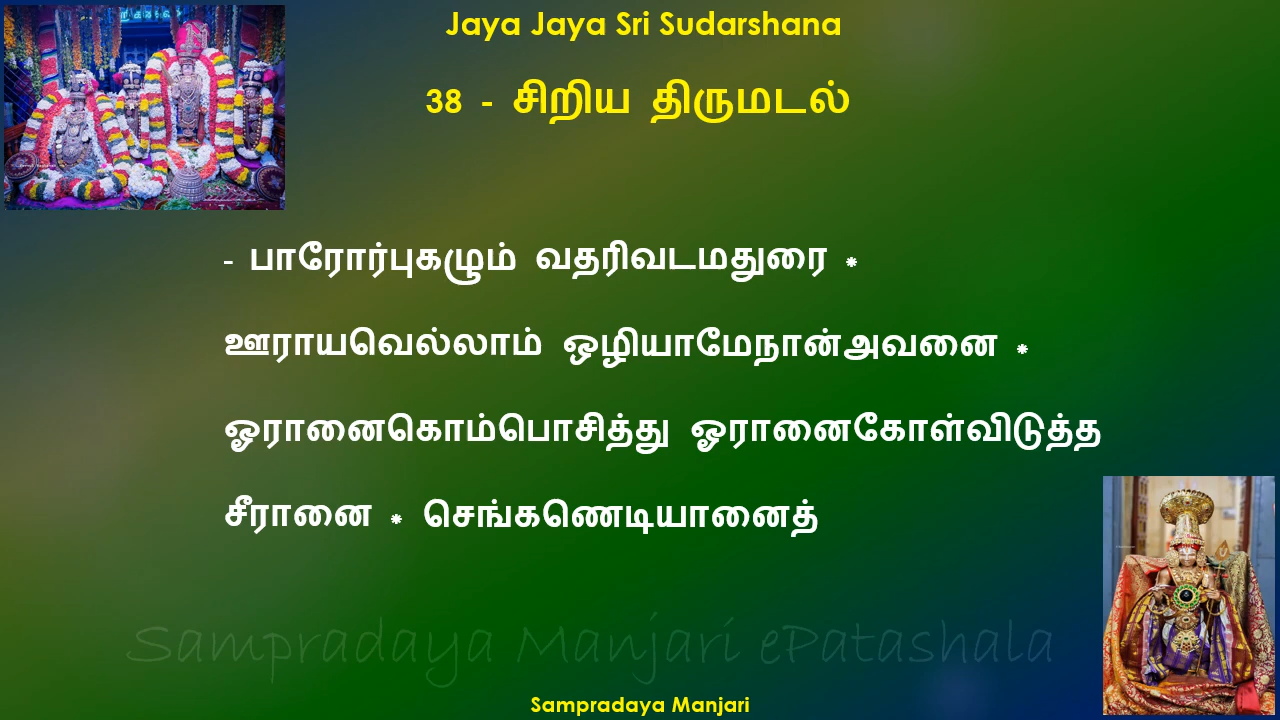 Jaya Jaya Sri Sudarshana
38 - சிறிய திருமடல்
- பாரோர்புகழும் வதரிவடமதுரை *
ஊராயவெல்லாம் ஒழியாமேநான்அவனை *
ஓரானைகொம்பொசித்து ஓரானைகோள்விடுத்த
சீரானை * செங்கணெடியானைத்
Sampradaya Manjari ePatashala
Sampradaya Manjari